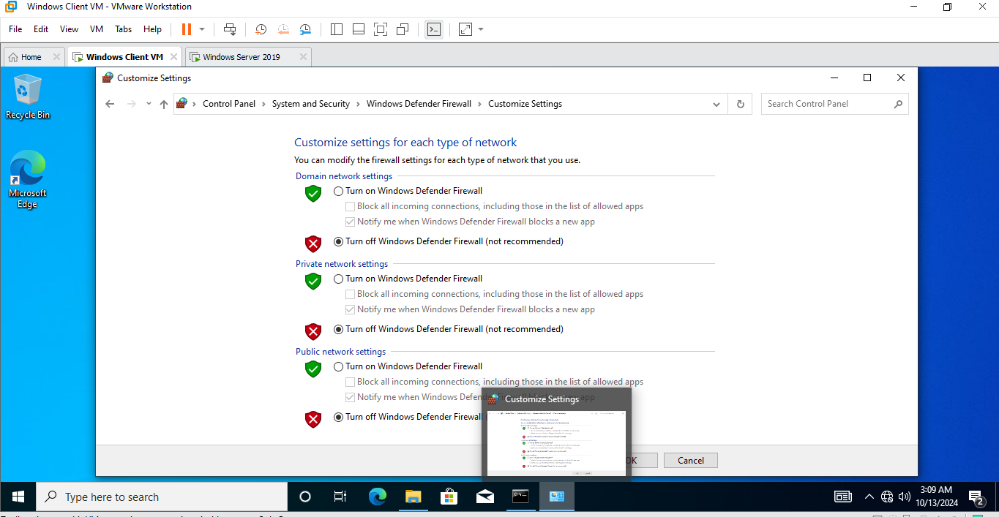 Windows Client VM - VMware Workstation
File Edit View VM Tabs Help
Home Windows Client VM Windows Server 2019
Recycle Bin
Microsoft
Edge
Customize Settings
Control Panel System and Security Windows Defender Firewall Customize Settings
Search Control Panel
Customize settings for each type of network
You can modify the firewall settings for each type of network that you use.
Domain network settings
Turn on Windows Defender Firewall
Block all incoming connections, including those in the list of allowed apps
Notify me when Windows Defender Firewall blocks a new app
Turn off Windows Defender Firewall (not recommended)
Private network settings
Turn on Windows Defender Firewall
Block all incoming connections, including those in the list of allowed apps
Notify me when Windows Defender Firewall blocks a new app
Turn off Windows Defender Firewall (not recommended)
Public network settings
Turn on Windows Defender Firewall
Block all incoming connections, including those in the list of allowed apps
Notify me when Windows Defender app
Turn off Windows Defender Firewall
Customize Settings
OK Cancel
Type here to search
3:09 AM
10/13/2024
2